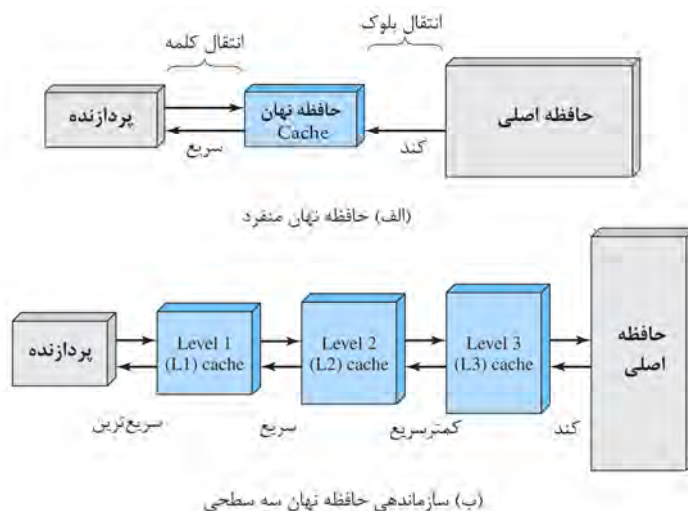 انتقال بلوک
انتقال کلمه
پردازنده
حافظه نهان
Cache
حافظه اصلی
سریع
کند
(الف) حافظه نهان منفرد
پردازنده
Level 1
(L1) cache
Level 2
(L2) cache
Level 3
(L3) cache
حافظه
اصلی
سریع‌ترین
سریع
کمترسریع
کند
(ب) سازماندهی حافظه نهان سه سطحی